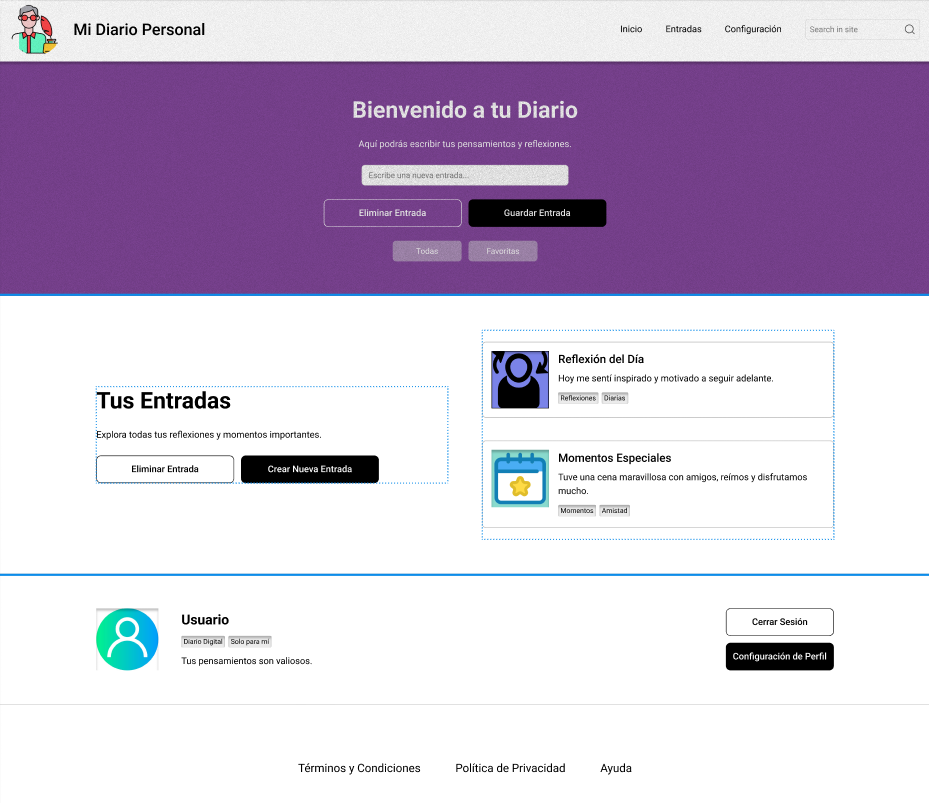 Mi Diario Personal
Inicio
Entradas
Configuración
Search in site
Bienvenido a tu Diario
Aquí podrás escribir tus pensamientos y reflexiones.
Escribe una nueva entrada...
Eliminar Entrada
Guardar Entrada
Todas
Favoritas
Tus Entradas
Explora todas tus reflexiones y momentos importantes.
Eliminar Entrada
Crear Nueva Entrada
Reflexión del Día
Hoy me sentí inspirado y motivado a seguir adelante.
Reflexiones
Diarias
Momentos Especiales
Tuve una cena maravillosa con amigos, reímos y disfrutamos
mucho.
Momentos
Amistad
Usuario
Diario Digital
Solo para mí
Tus pensamientos son valiosos.
Cerrar Sesión
Configuración de Perfil
Términos y Condiciones
Política de Privacidad
Ayuda